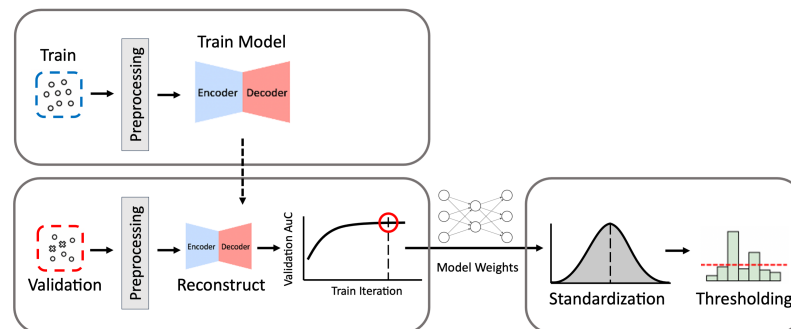 Train
Preprocessing
Train Model
Encoder
Decoder
Validation
Preprocessing
Encoder
Decoder
Reconstruct
Validation AuC
Train Iteration
Model Weights
Standardization
Thresholding